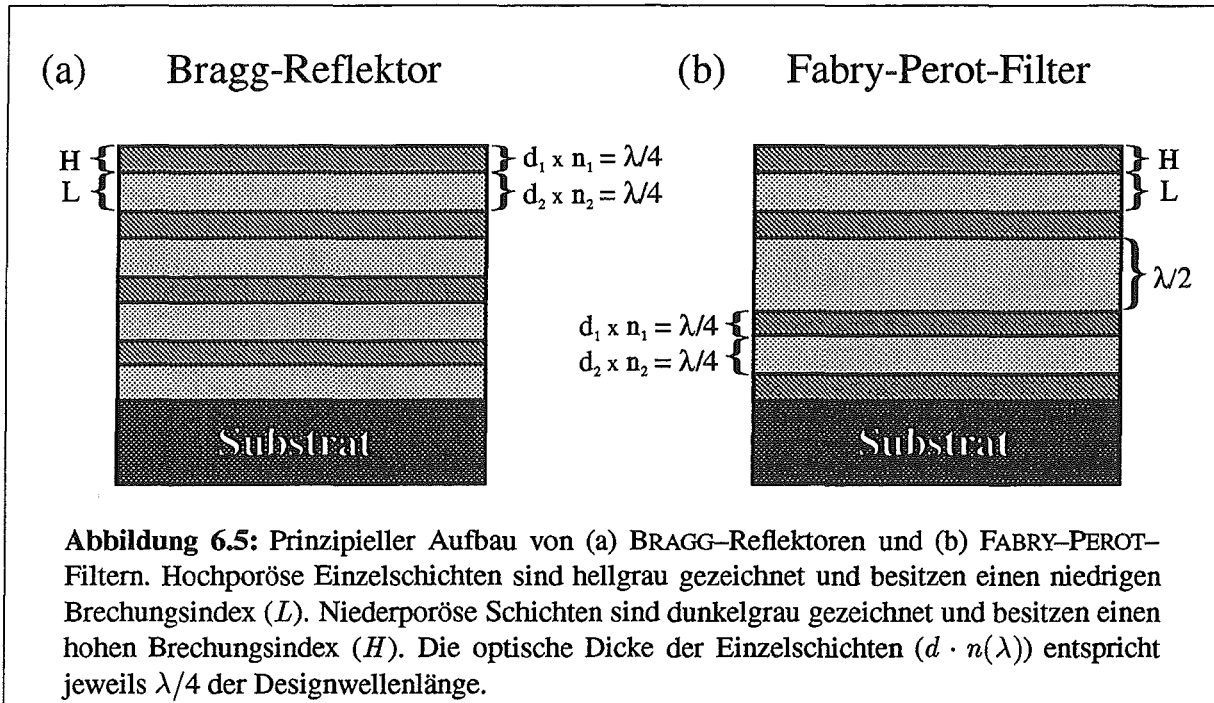 (a) Bragg-Reflektor
(b) Fabry-Perot-Filter
H
L
d₁ x n₁ = λ/4
d₂ x n₂ = λ/4
Substrat
H
L
λ/2
d₁ x n₁ = λ/4
d₂ x n₂ = λ/4
Substrat
Abbildung 6.5: Prinzipieller Aufbau von (a) BRAGG–Reflektoren und (b) FABRY–PEROT–
Filtern. Hochporöse Einzelschichten sind hellgrau gezeichnet und besitzen einen niedrigen
Brechungsindex (L). Niederporöse Schichten sind dunkelgrau gezeichnet und besitzen einen
hohen Brechungsindex (H). Die optische Dicke der Einzelschichten (d · n(λ)) entspricht
jeweils λ/4 der Designwellenlänge.